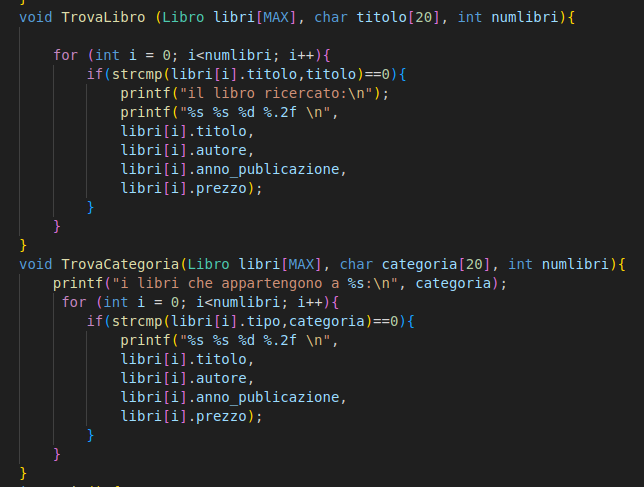 }
void TrovaLibro (Libro libri[MAX], char titolo[20], int numlibri){
for (int i = 0; i<numlibri; i++){
if(strcmp(libri[i].titolo,titolo)==0){
printf("il libro ricercato:\n");
printf("%s %s %d %.2f \n",
libri[i].titolo,
libri[i].autore,
libri[i].anno_publicazione,
libri[i].prezzo);
}
}
}
void TrovaCategoria(Libro libri[MAX], char categoria[20], int numlibri){
printf("i libri che appartengono a %s:\n", categoria);
for (int i = 0; i<numlibri; i++){
if(strcmp(libri[i].tipo,categoria)==0){
printf("%s %s %d %.2f \n",
libri[i].titolo,
libri[i].autore,
libri[i].anno_publicazione,
libri[i].prezzo);
}
}
}